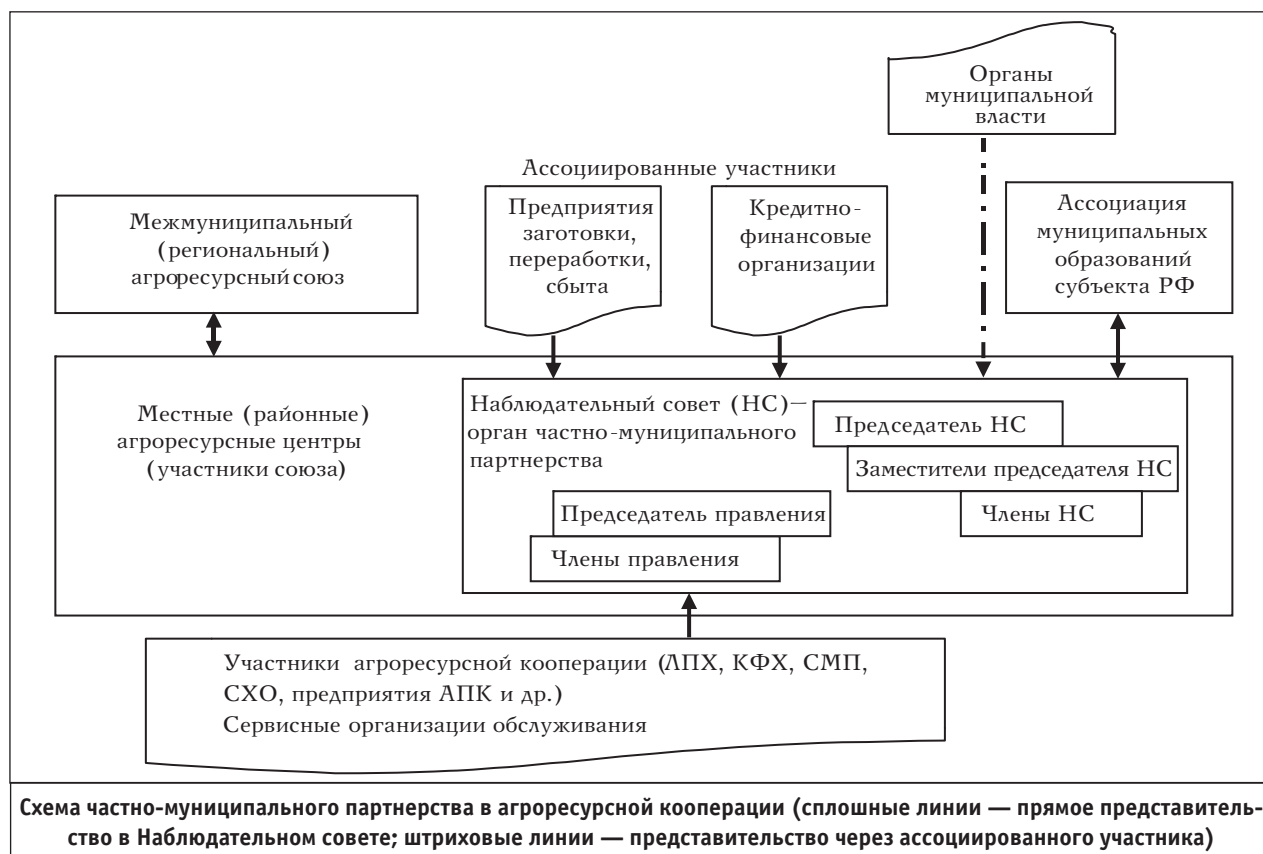 Органы
муниципальной
власти
Ассоциированные участники
Межмуниципальный
(региональный)
агроресурсный союз
Предприятия
заготовки,
переработки,
сбыта
Кредитно-
финансовые
организации
Ассоциация
муниципальных
образований
субъекта РФ
Местные (районные)
агроресурсные центры
(участники союза)
Наблюдательный совет (НС)—
орган частно-муниципального
партнерства
Председатель НС
Заместители председателя НС
Члены НС
Председатель правления
Члены правления
Участники агроресурсной кооперации (ЛПХ, КФХ, СМП,
СХО, предприятия АПК и др.)
Сервисные организации обслуживания
Схема частно-муниципального партнерства в агроресурсной кооперации (сплошные линии — прямое представитель-
ство в Наблюдательном совете; штриховые линии — представительство через ассоциированного участника)